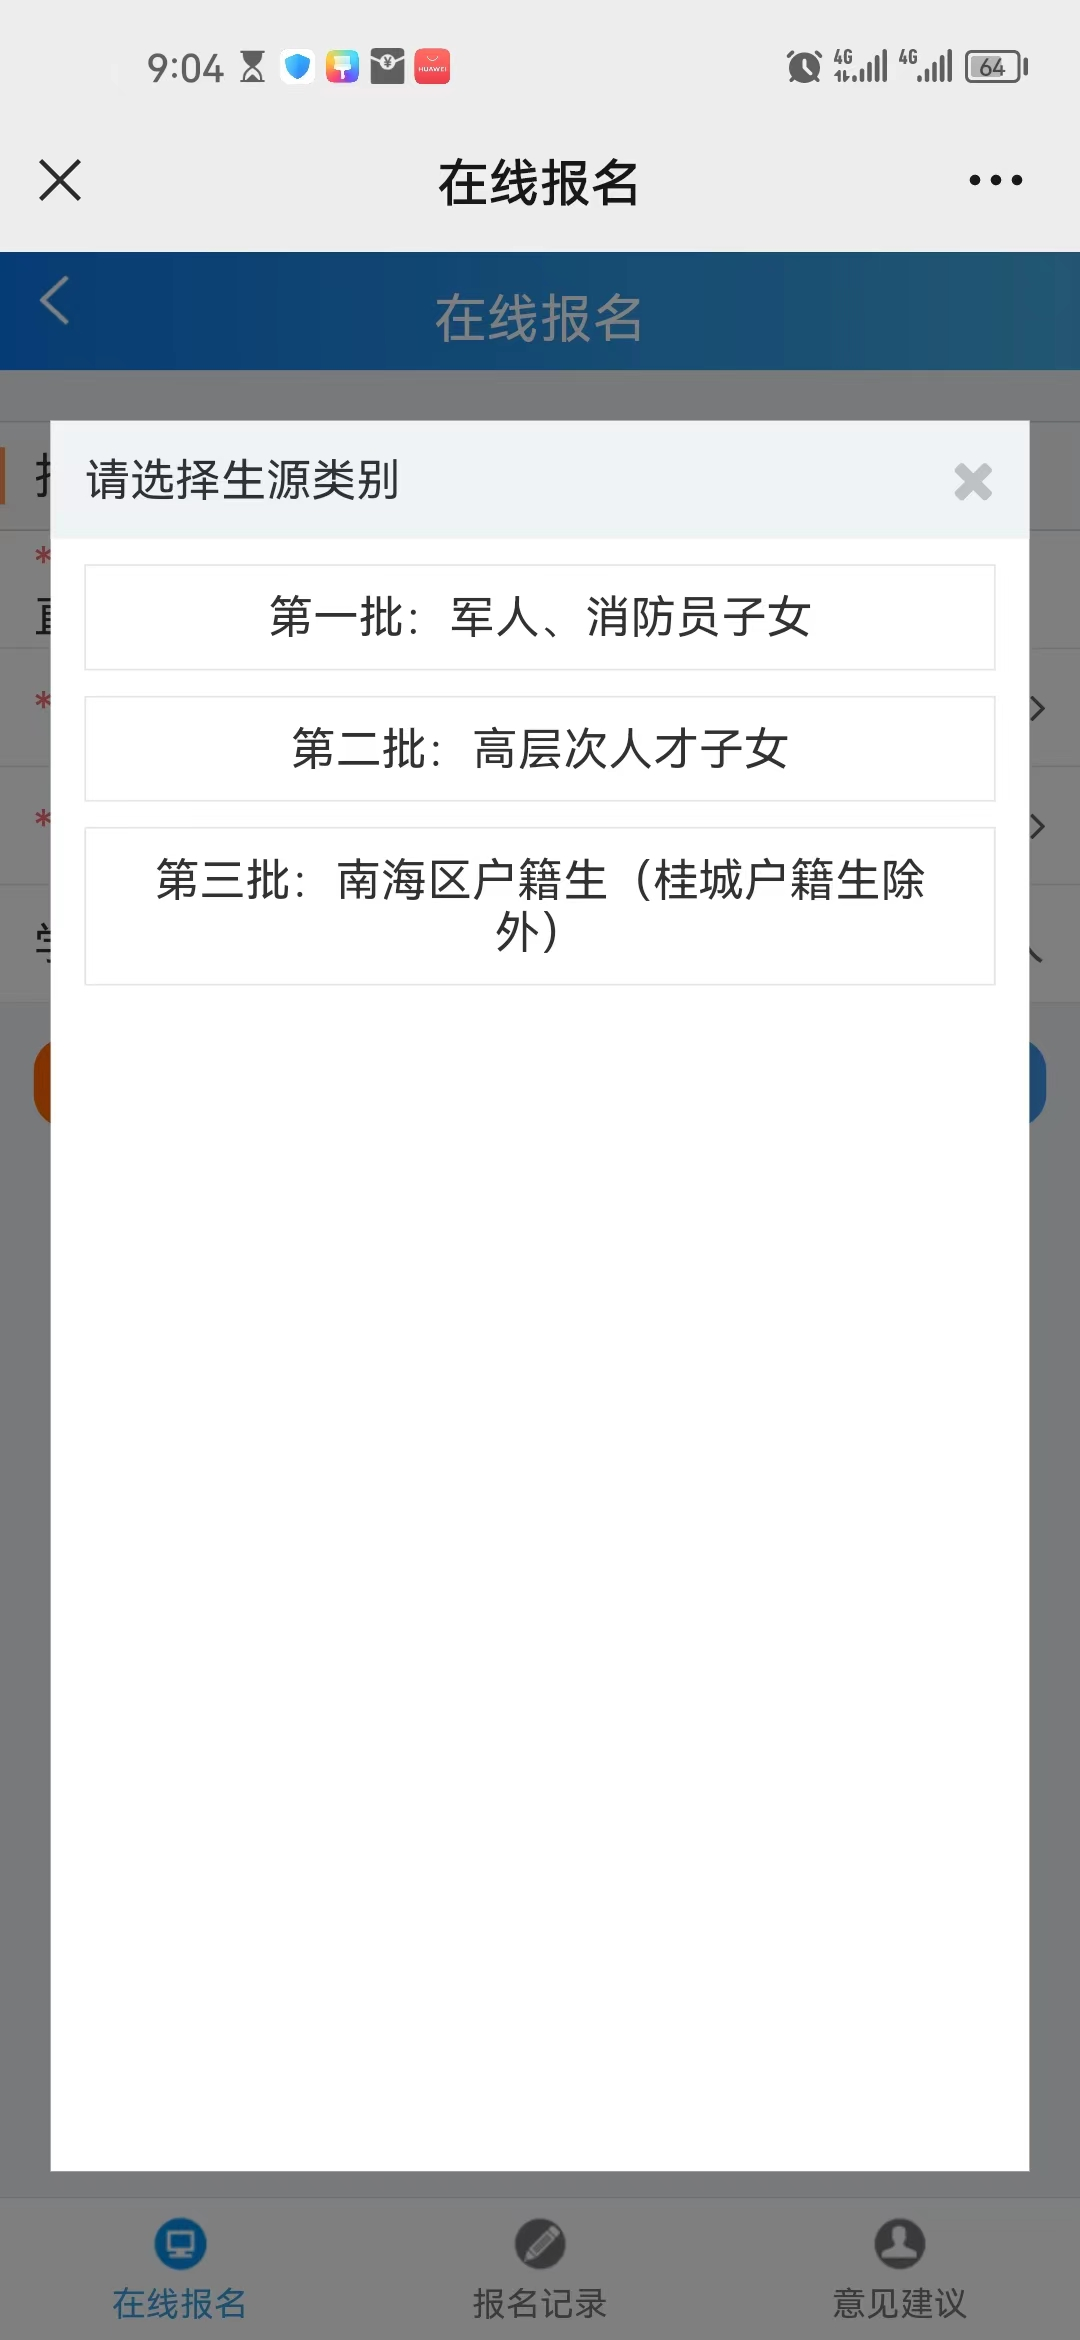 9:04
HUAWEI
4G
4G
64
在线报名
在线报名
请选择生源类别
*
第一批：军人、消防员子女
*
第二批：高层次人才子女
*
第三批：南海区户籍生（桂城户籍生除
外）
在线报名
报名记录
意见建议